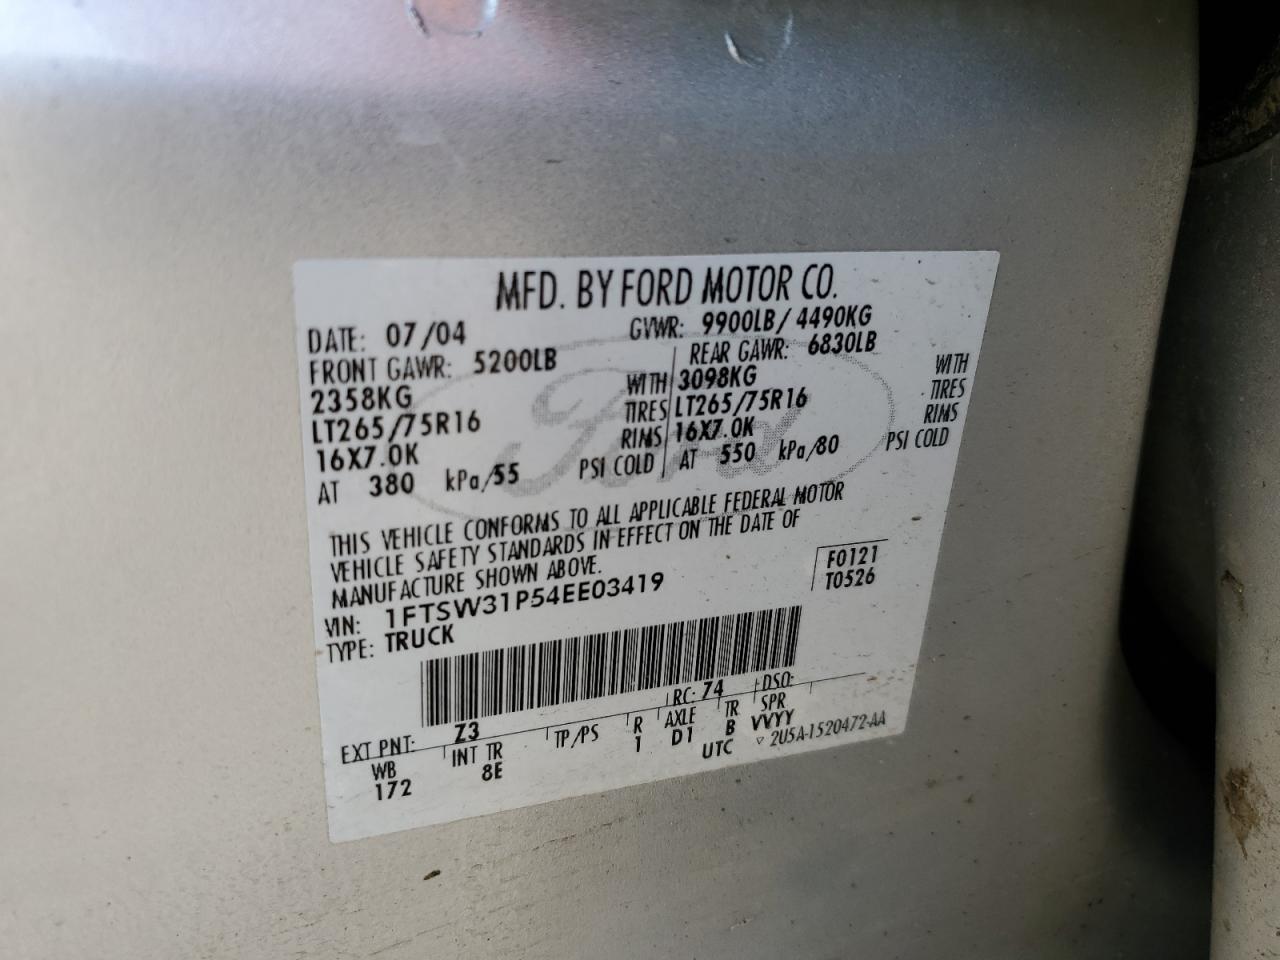 MFD. BY FORD MOTOR CO.
DATE: 07/04 GVWR: 9900LB/ 4490KG
FRONT GAWR: 5200LB REAR GAWR: 6830LB
2358KG WITH 3098KG WITH
LT265/75R16 TIRES LT265/75R16 TIRES
16X7.0K RIMS 16X7.0K RIMS
AT 380 kPa/55 PSI COLD AT 550 kPa/80 PSI COLD
Ford
THIS VEHICLE CONFORMS TO ALL APPLICABLE FEDERAL MOTOR
VEHICLE SAFETY STANDARDS IN EFFECT ON THE DATE OF
MANUFACTURE SHOWN ABOVE.
F0121
T0526
VIN: 1FTSW31P54EE03419
TYPE: TRUCK
EXT PNT: Z3 RC: 74 DSO:
WB INT TR TP/PS R AXLE TR SPR
172 8E 1 D1 B VVYY
UTC ▽ 2U5A-1520472-AA